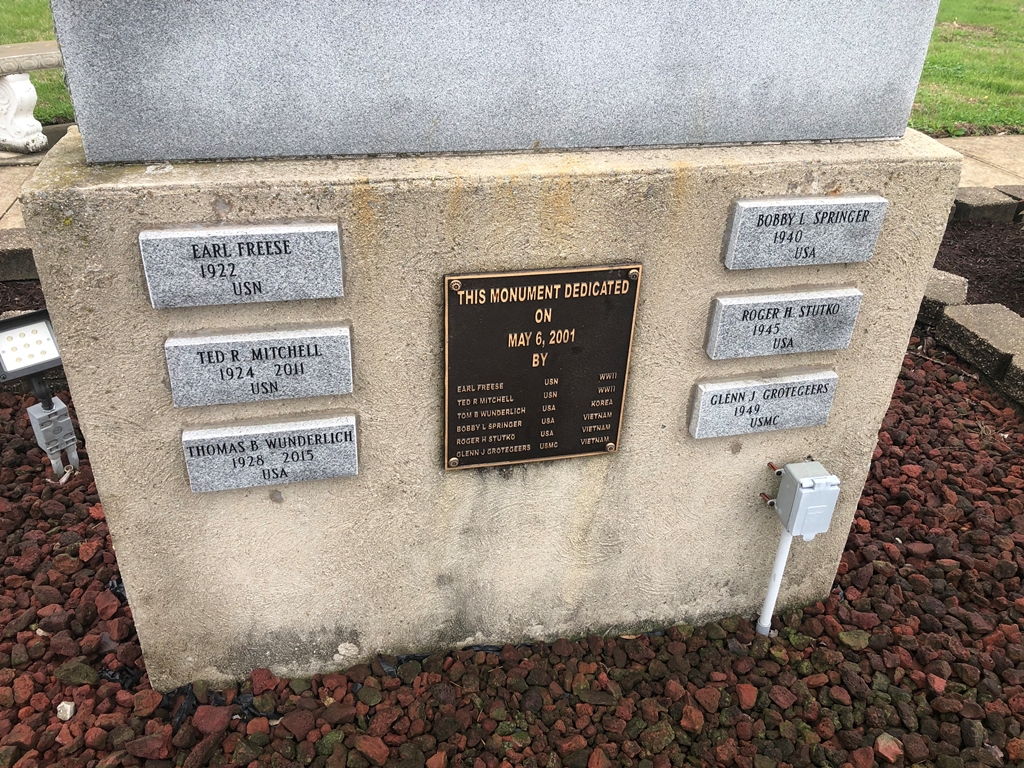 EARL FREESE
1922
USN
TED R. MITCHELL
1924 2011
USN
THOMAS B. WUNDERLICH
1928 2015
USA
THIS MONUMENT DEDICATED
ON
MAY 6, 2001
BY
EARL FREESE USN WWII
TED R MITCHELL USN WWII
TOM B WUNDERLICH USA KOREA
BOBBY L SPRINGER USA VIETNAM
ROGER H STUTKO USA VIETNAM
GLENN J GROTEGEERS USMC VIETNAM
BOBBY L. SPRINGER
1940
USA
ROGER H. STUTKO
1945
USA
GLENN J. GROTEGEERS
1949
USMC